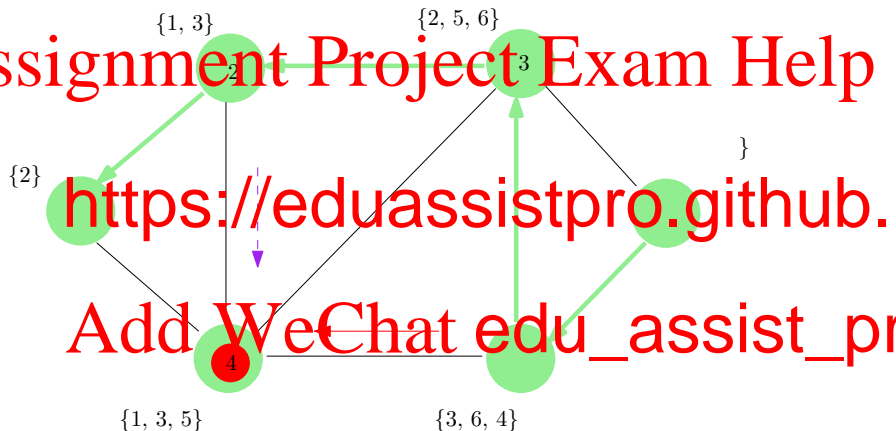 {1, 3}
{2, 5, 6}
Assignment Project Exam Help
2
3
}
{2}
https://eduassistpro.github.
Add WeChat edu_assist_pr
4
{1, 3, 5}
{3, 6, 4}